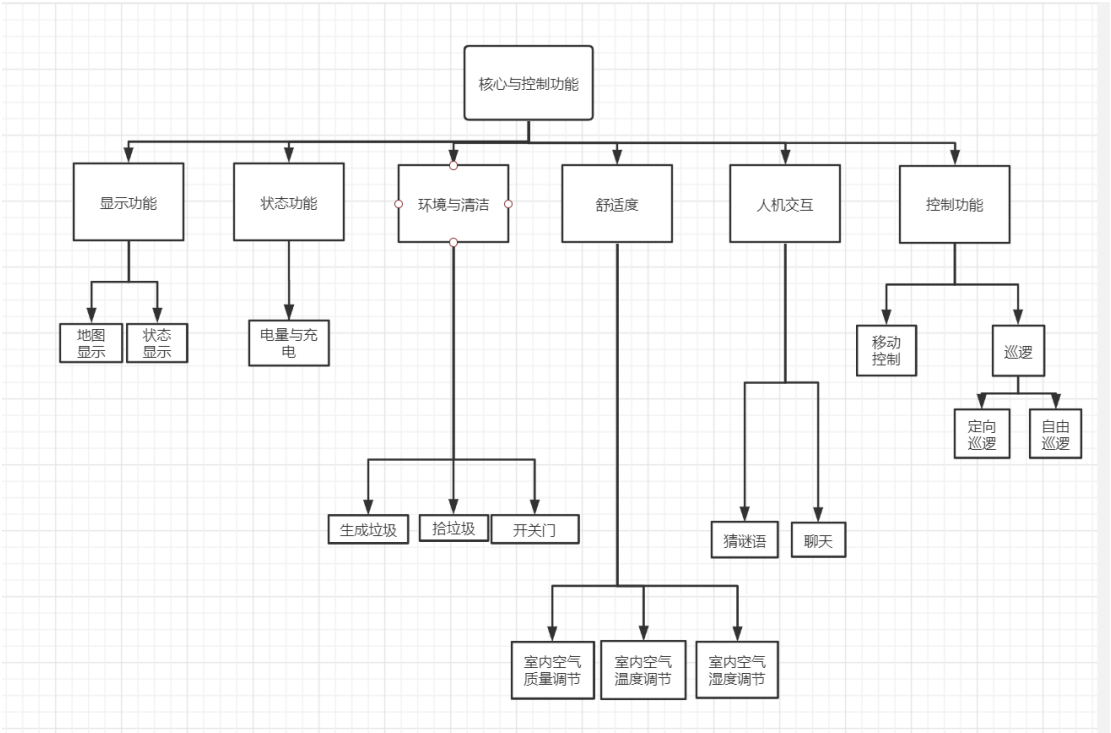 核心与控制功能
显示功能
状态功能
环境与清洁
舒适度
人机交互
控制功能
地图
显示
状态
显示
电量与充
电
移动
控制
巡逻
定向
巡逻
自由
巡逻
生成垃圾
拾垃圾
开关门
猜谜语
聊天
室内空气
质量调节
室内空气
温度调节
室内空气
湿度调节